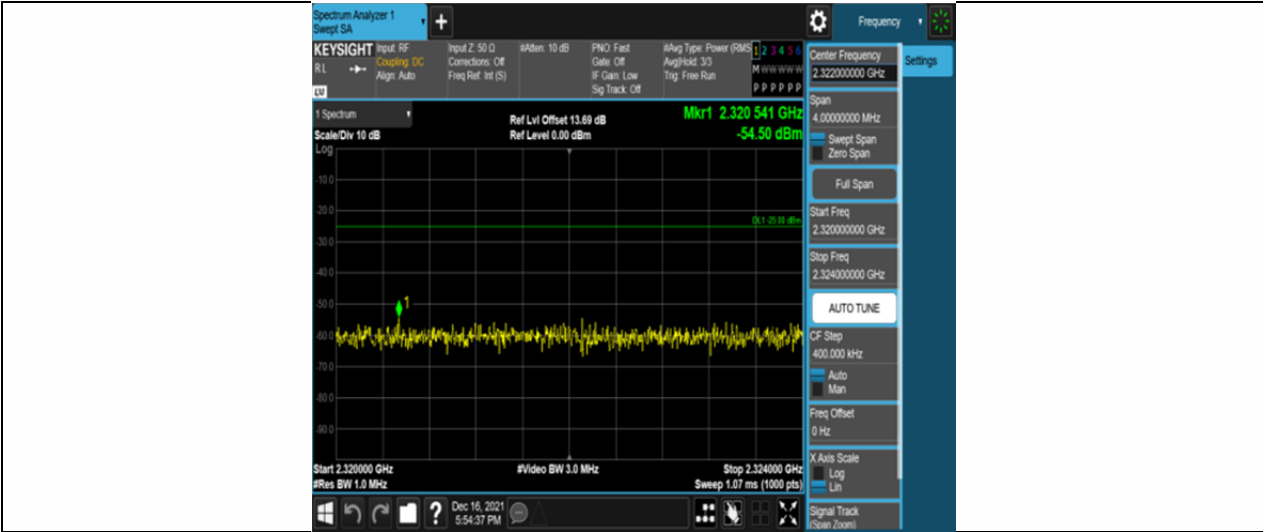 Spectrum Analyzer 1
Swept SA
+
Frequency
KEYSIGHT
RL
LV
Input: RF
Coupling: DC
Align: Auto
Input Z: 50 Ω
Corrections: Off
Freq Ref: Int (S)
#Atten: 10 dB
PNO: Fast
Gate: Off
IF Gain: Low
Sig Track: Off
#Avg Type: Power (RMS
Avg|Hold: 3/3
Trig: Free Run
1 2 3 4 5 6
M W W W W W
P P P P P P
Center Frequency
2.322000000 GHz
Settings
Span
4.00000000 MHz
Swept Span
Zero Span
Full Span
Start Freq
2.320000000 GHz
Stop Freq
2.324000000 GHz
AUTO TUNE
CF Step
400.000 kHz
Auto
Man
Freq Offset
0 Hz
X Axis Scale
Log
Lin
Signal Track
(Span Zoom)
1 Spectrum
Scale/Div 10 dB
Log
Ref Lvl Offset 13.69 dB
Ref Level 0.00 dBm
Mkr1 2.320 541 GHz
-54.50 dBm
-10.0
-20.0
DL1 -25.00 dBm
-30.0
-40.0
-50.0
1
-60.0
-70.0
-80.0
-90.0
Start 2.320000 GHz
#Res BW 1.0 MHz
#Video BW 3.0 MHz
Stop 2.324000 GHz
Sweep 1.07 ms (1000 pts)
?
Dec 16, 2021
5:54:37 PM